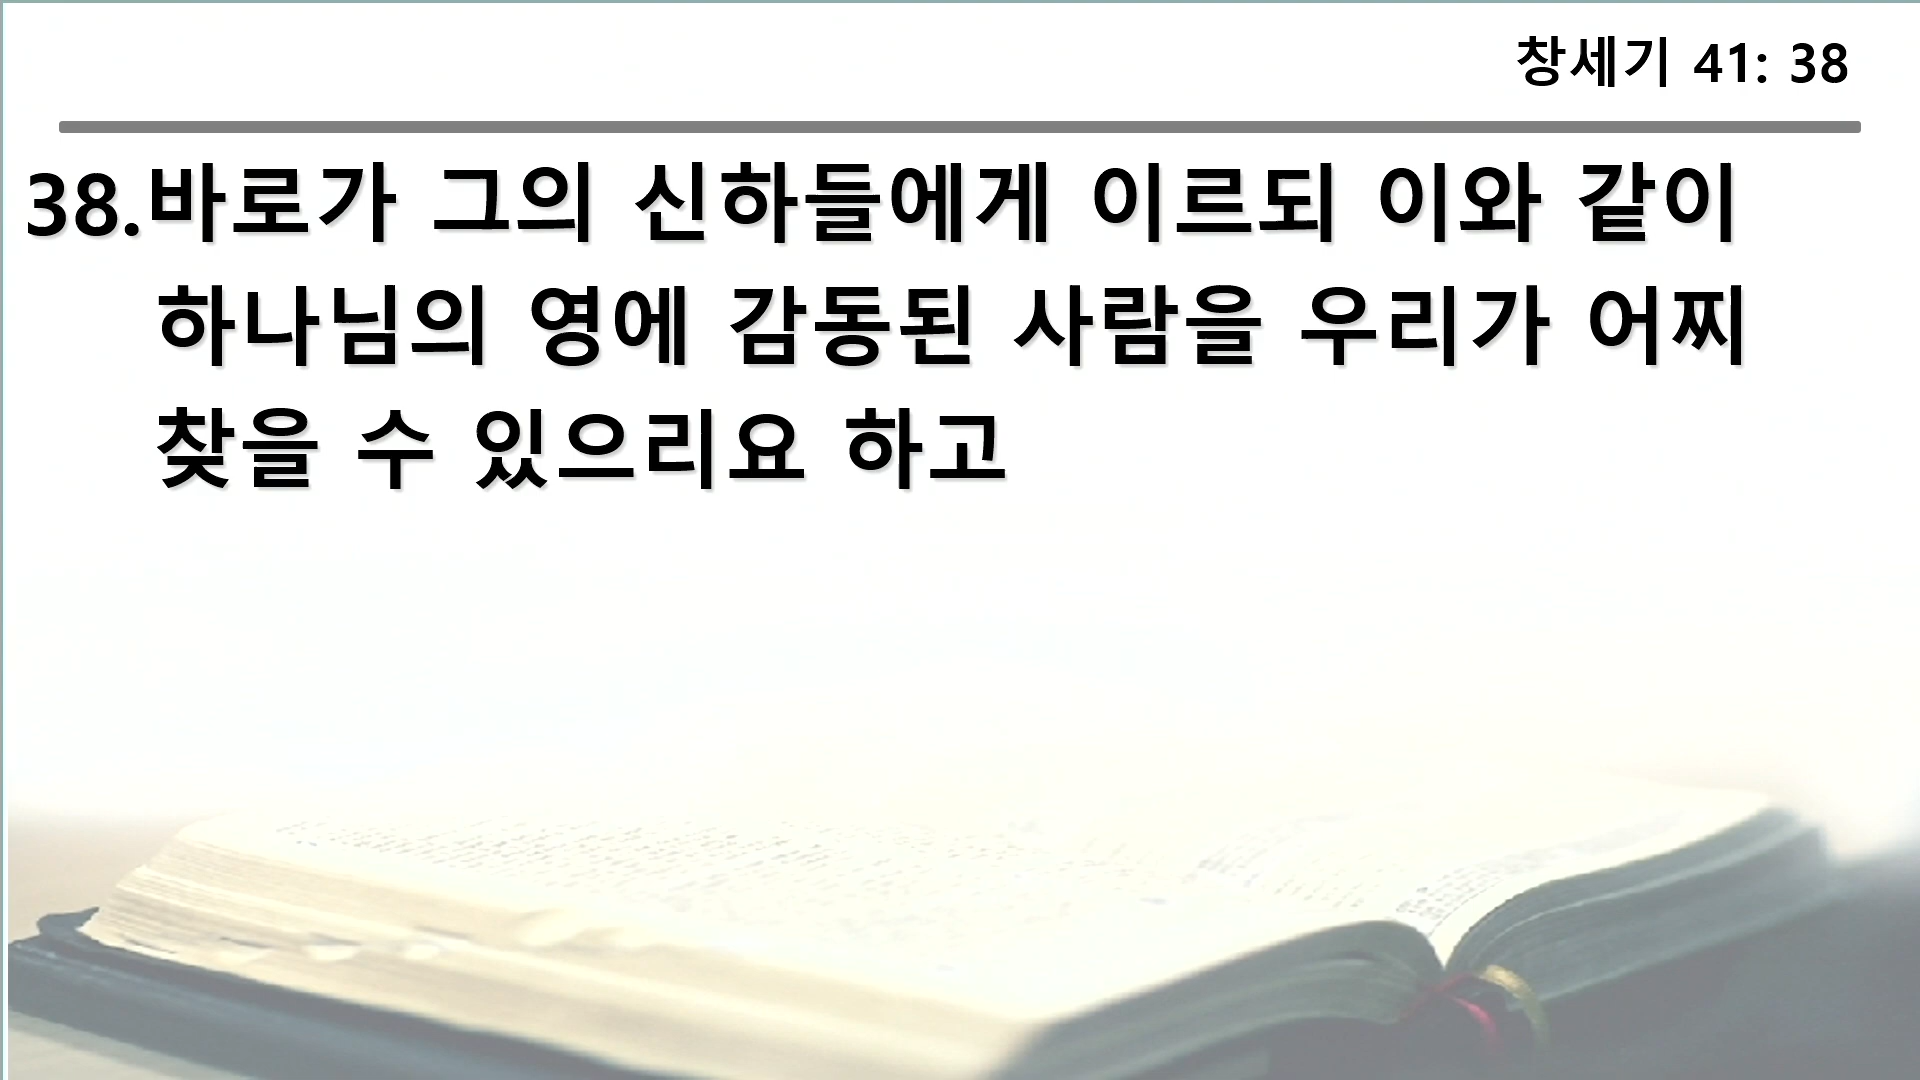 창세기 41: 38
38.바로가 그의 신하들에게 이르되 이와 같이
하나님의 영에 감동된 사람을 우리가 어찌
찾을 수 있으리요 하고